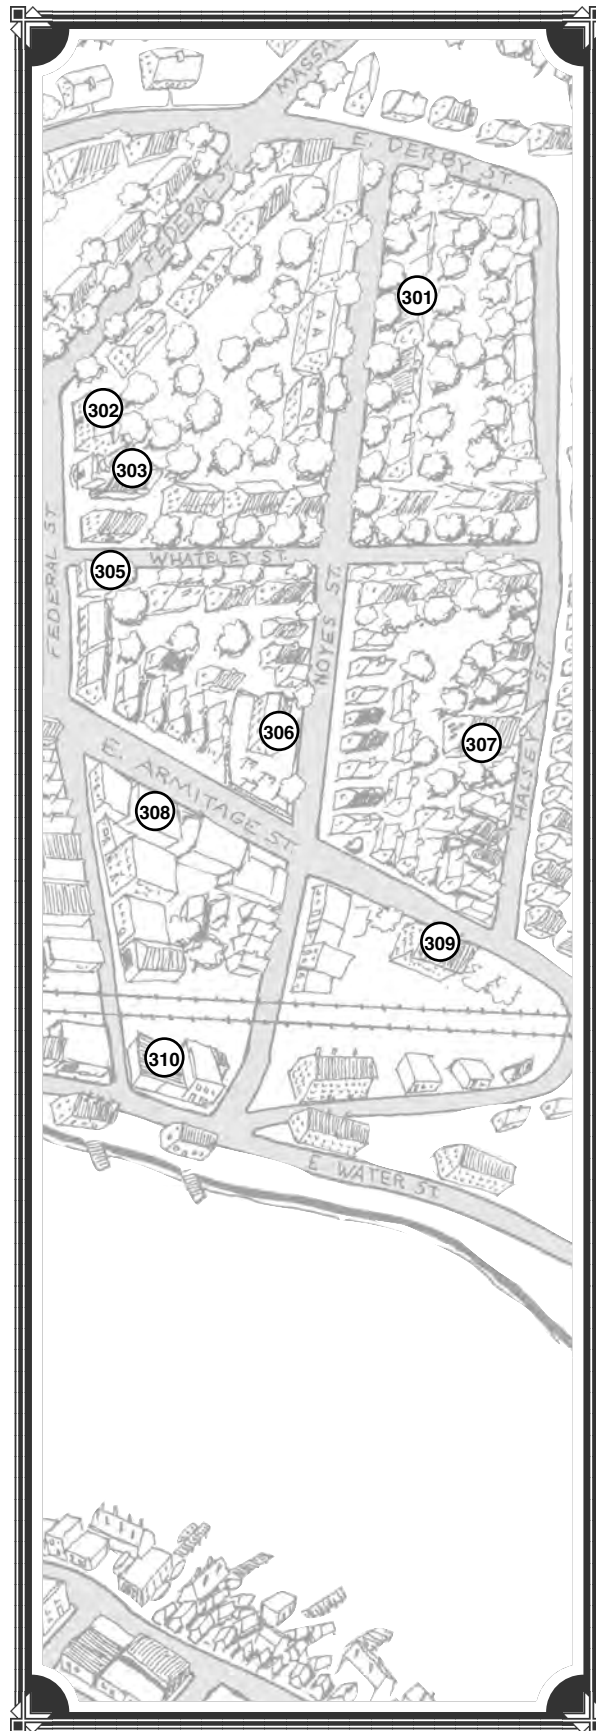 MASSA
E. DERBY ST.
FEDERAL ST.
301
302
303
FEDERAL ST.
WHATELEY ST.
305
NOYES ST.
306
307
HALSEY ST.
E. ARMITAGE ST.
308
309
310
E. WATER ST.